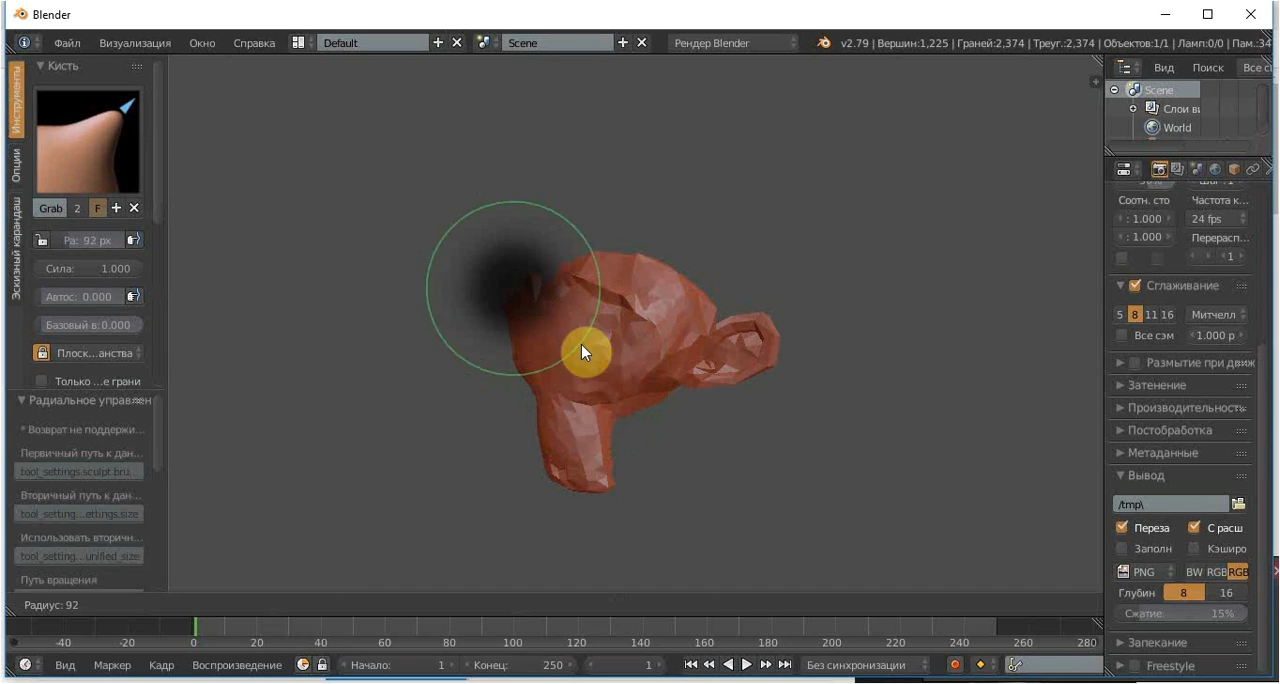 Blender
Файл Визуализация Окно Справка Default Scene Рендер Blender v2.79 | Вершин:1,225 | Граней:2,374 | Треуг.:2,374 | Объектов:1/1 | Ламп:0/0 | Пам.:34
Кисть
Инструменты
Опции
Эскизный карандаш
Grab 2 F
Ра: 92 px
Сила: 1.000
Автос: 0.000
Базовый в: 0.000
Плоск...анства
Только ...е грани
Радиальное управлен
* Возврат не поддержи...
Первичный путь к дан...
tool_settings.sculpt.bru...
Вторичный путь к дан...
tool_setting...ettings.size
Использовать вторичн...
tool_setting...unified_size
Путь вращения
Радиус: 92
Вид Поиск Все с
Scene
Слои ви
World
Соотн. сто Частота к...
: 1.000 24 fps
: 1.000 Перерасп...
1
Сглаживание
5 8 11 16 Митчелл
Все сэм 1.000 p
Размытие при движ
Затенение
Производительность
Постобработка
Метаданные
Вывод
/tmp\
Переза С расш
Заполн Кэширо
PNG BW RGB RGB
Глубин 8 16
Сжатие 15%
Запекание
Freestyle
-40 -20 0 20 40 60 80 100 120 140 160 180 200 220 240 260 280
Вид Маркер Кадр Воспроизведение Начало: 1 Конец: 250 1 Без синхронизации